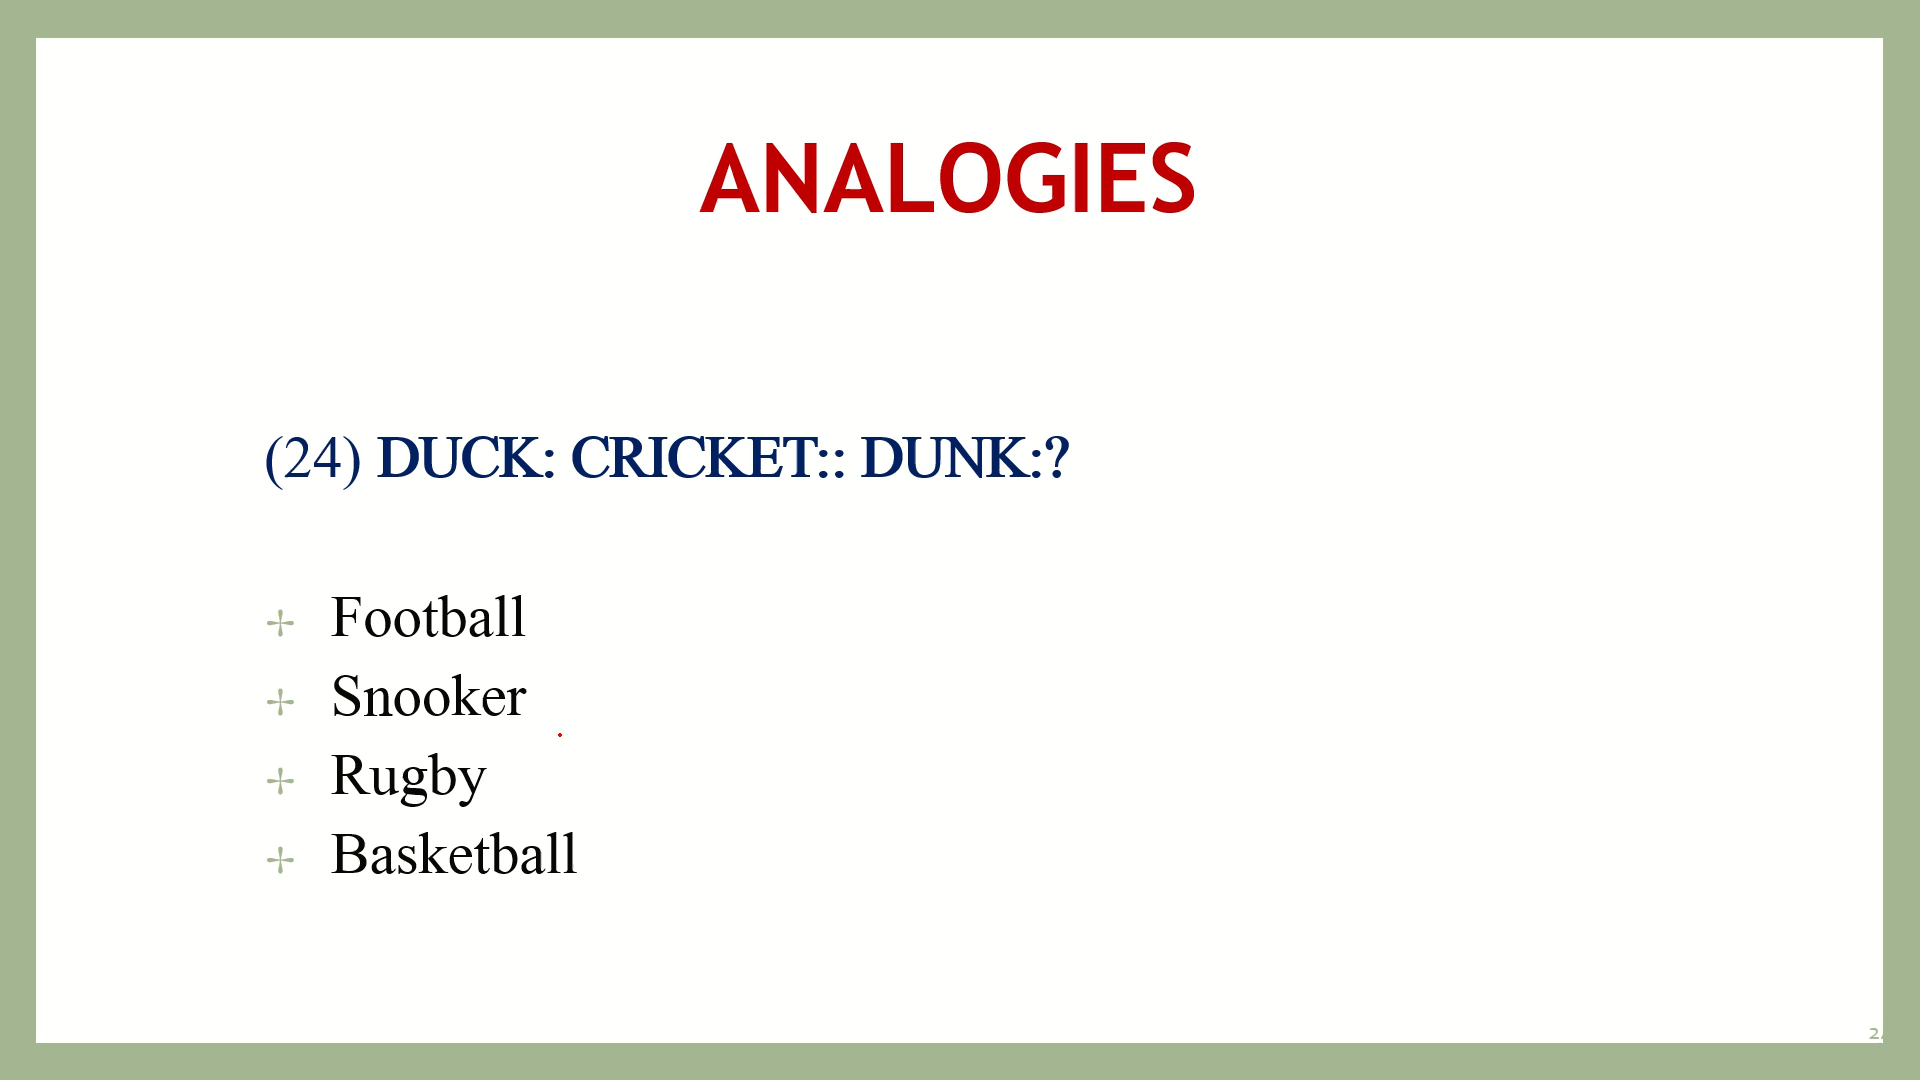 ANALOGIES
(24) DUCK: CRICKET:: DUNK:?
Football
Snooker
Rugby
Basketball